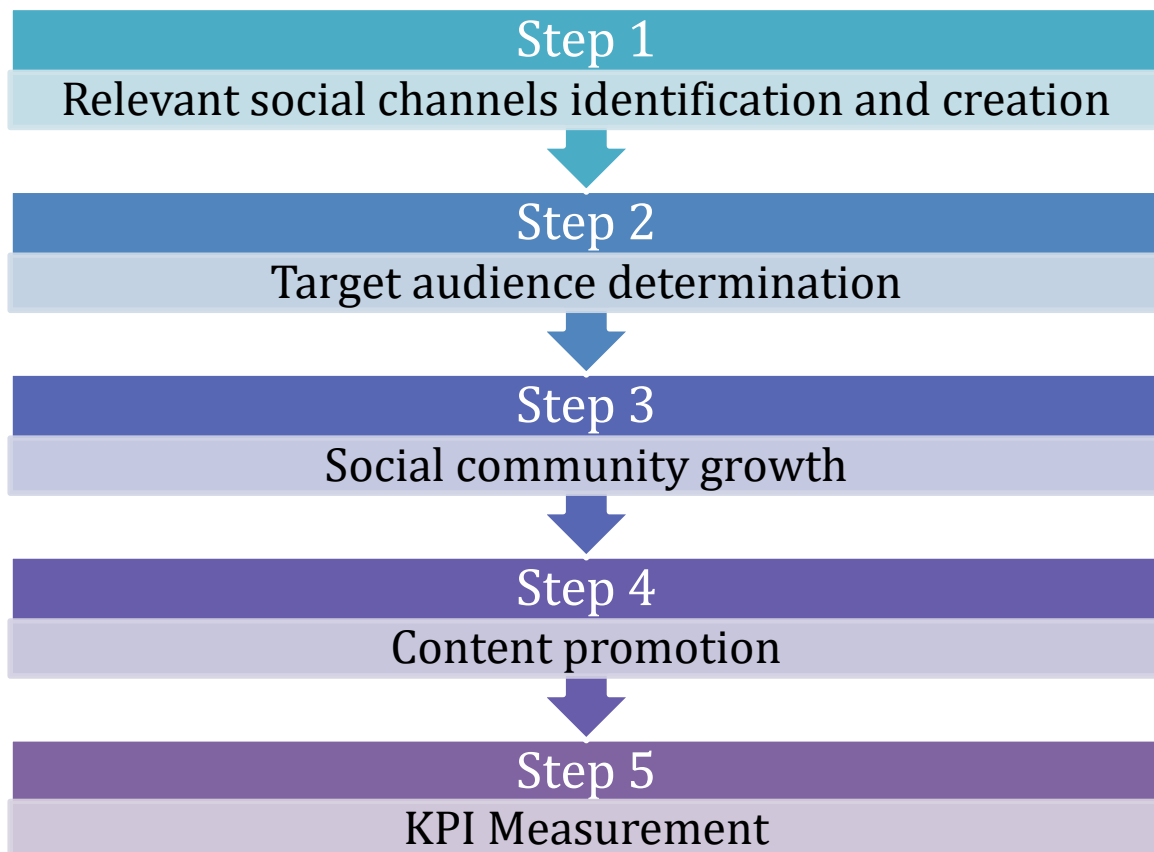 Step 1
Relevant social channels identification and creation
Step 2
Target audience determination
Step 3
Social community growth
Step 4
Content promotion
Step 5
KPI Measurement